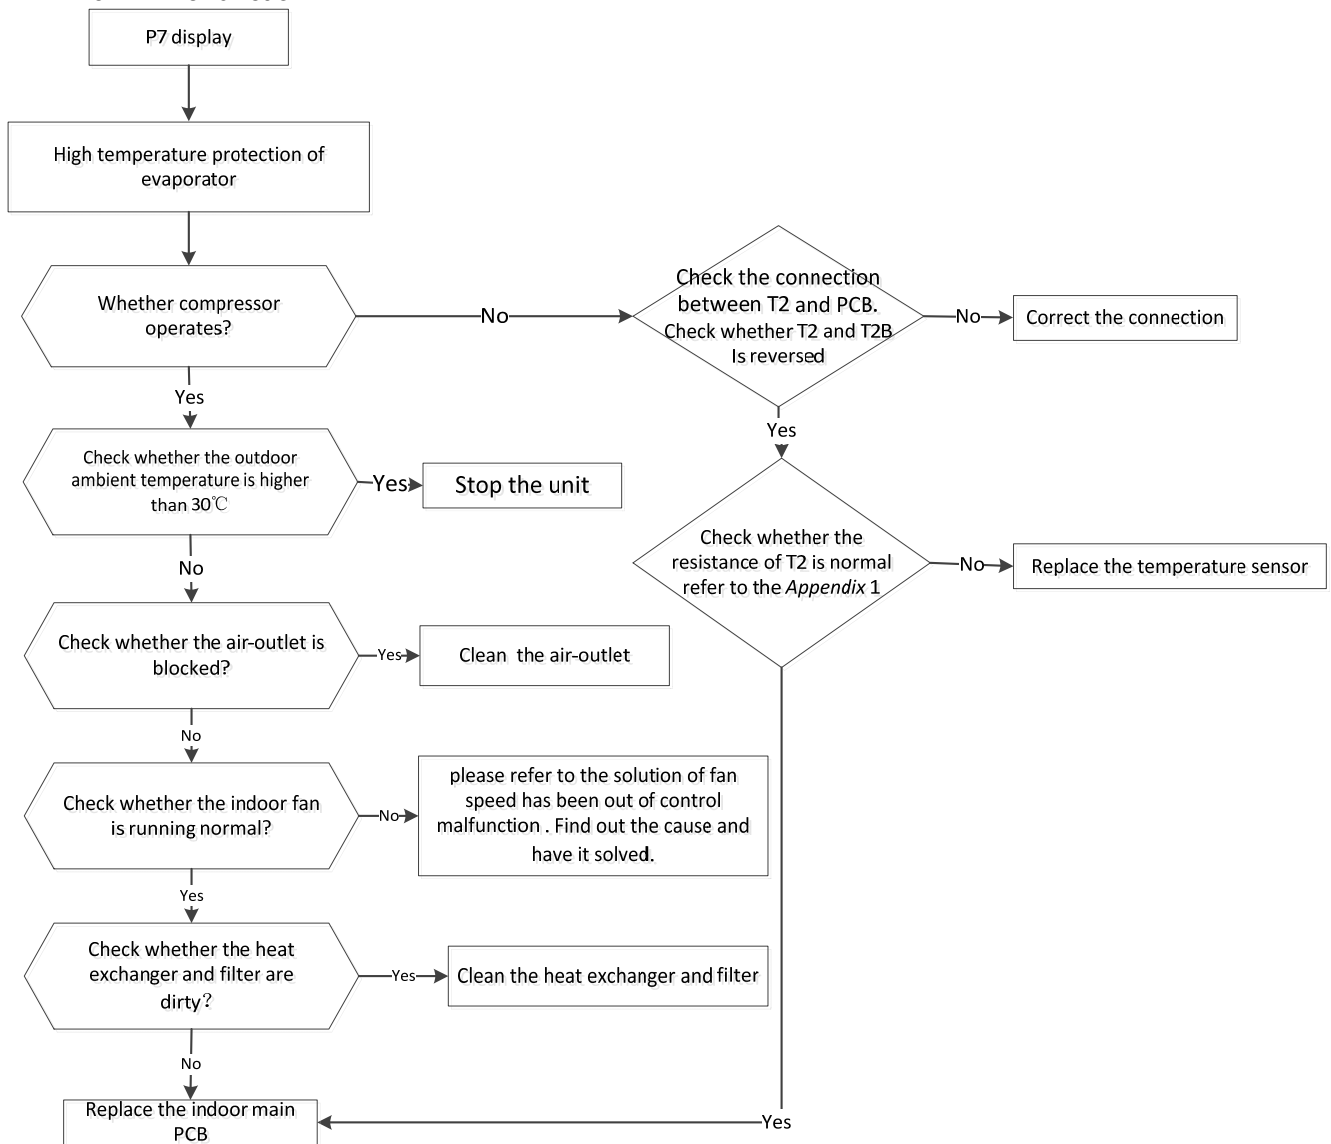 P7 display
High temperature protection of
evaporator
Whether compressor
operates?
No
Check the connection
between T2 and PCB.
Check whether T2 and T2B
Is reversed
No
Correct the connection
Yes
Yes
Check whether the outdoor
ambient temperature is higher
than 30℃
Yes
Stop the unit
No
Check whether the
resistance of T2 is normal
refer to the Appendix 1
No
Replace the temperature sensor
Check whether the air-outlet is
blocked?
Yes
Clean the air-outlet
No
Check whether the indoor fan
is running normal?
No
please refer to the solution of fan
speed has been out of control
malfunction . Find out the cause and
have it solved.
Yes
Check whether the heat
exchanger and filter are
dirty？
Yes
Clean the heat exchanger and filter
No
Replace the indoor main
PCB
Yes